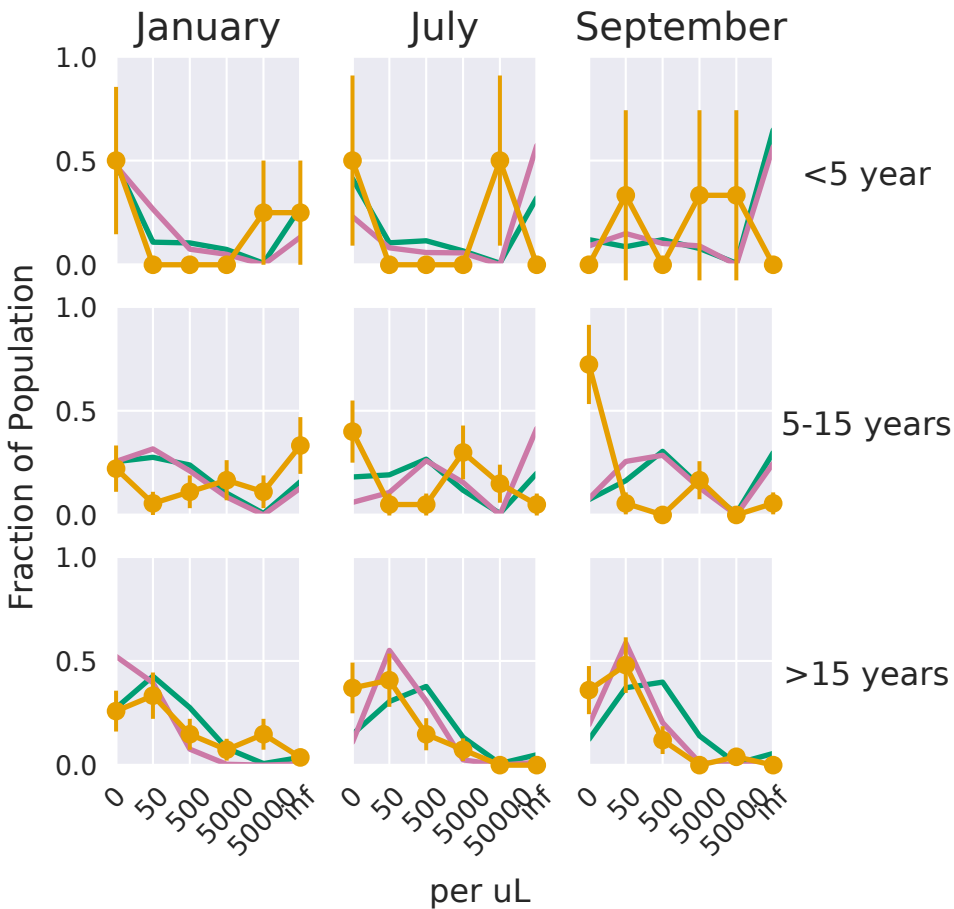 January July September
1.0
0.5
0.0
<5 year
1.0
0.5
0.0
5-15 years
1.0
0.5
0.0
>15 years
Fraction of Population
0 50 500 5000 50000 inf
0 50 500 5000 50000 inf
0 50 500 5000 50000 inf
per uL